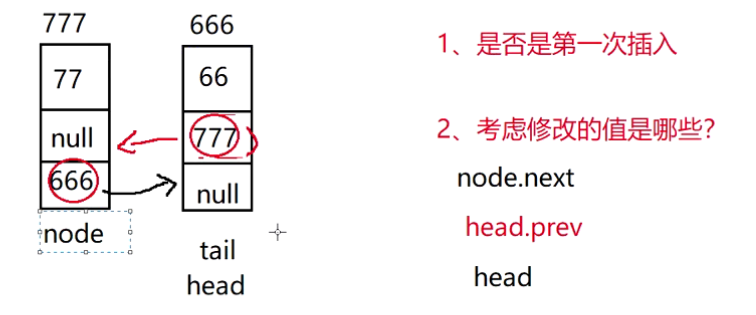 777
77
null
666
node
666
66
777
null
tail
head
1、是否是第一次插入
2、考虑修改的值是哪些？
node.next
head.prev
head